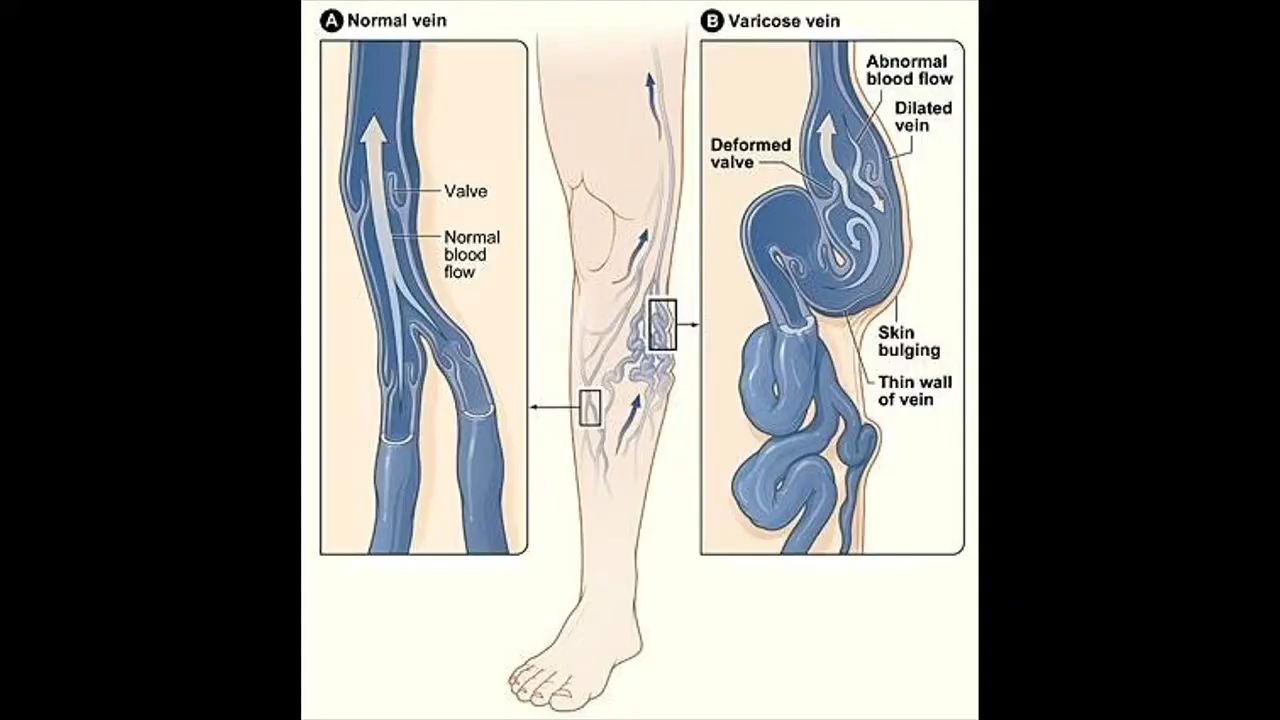 A Normal vein
Valve
Normal
blood
flow
B Varicose vein
Abnormal
blood flow
Dilated
vein
Deformed
valve
Skin
bulging
Thin wall
of vein